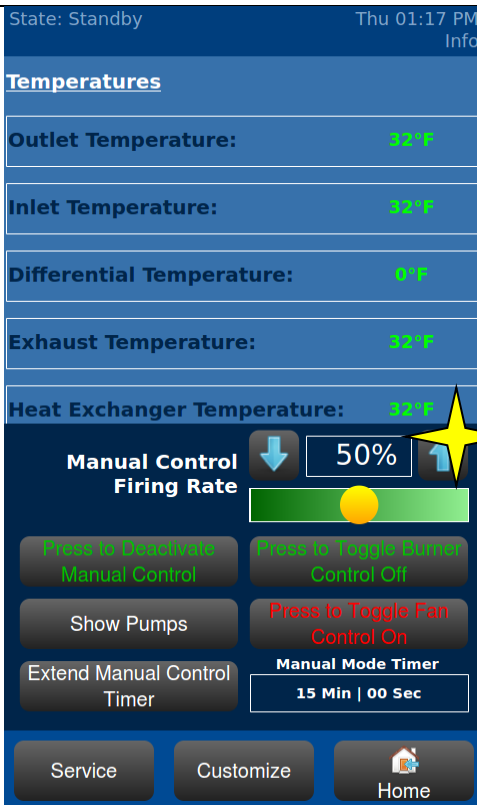 State: Standby
Thu 01:17 PM
Info
Temperatures
Outlet Temperature: 32°F
Inlet Temperature: 32°F
Differential Temperature: 0°F
Exhaust Temperature: 32°F
Heat Exchanger Temperature: 32°F
Manual Control
Firing Rate
50%
Press to Deactivate
Manual Control
Press to Toggle Burner
Control Off
Show Pumps
Press to Toggle Fan
Control On
Extend Manual Control
Timer
Manual Mode Timer
15 Min | 00 Sec
Service
Customize
Home